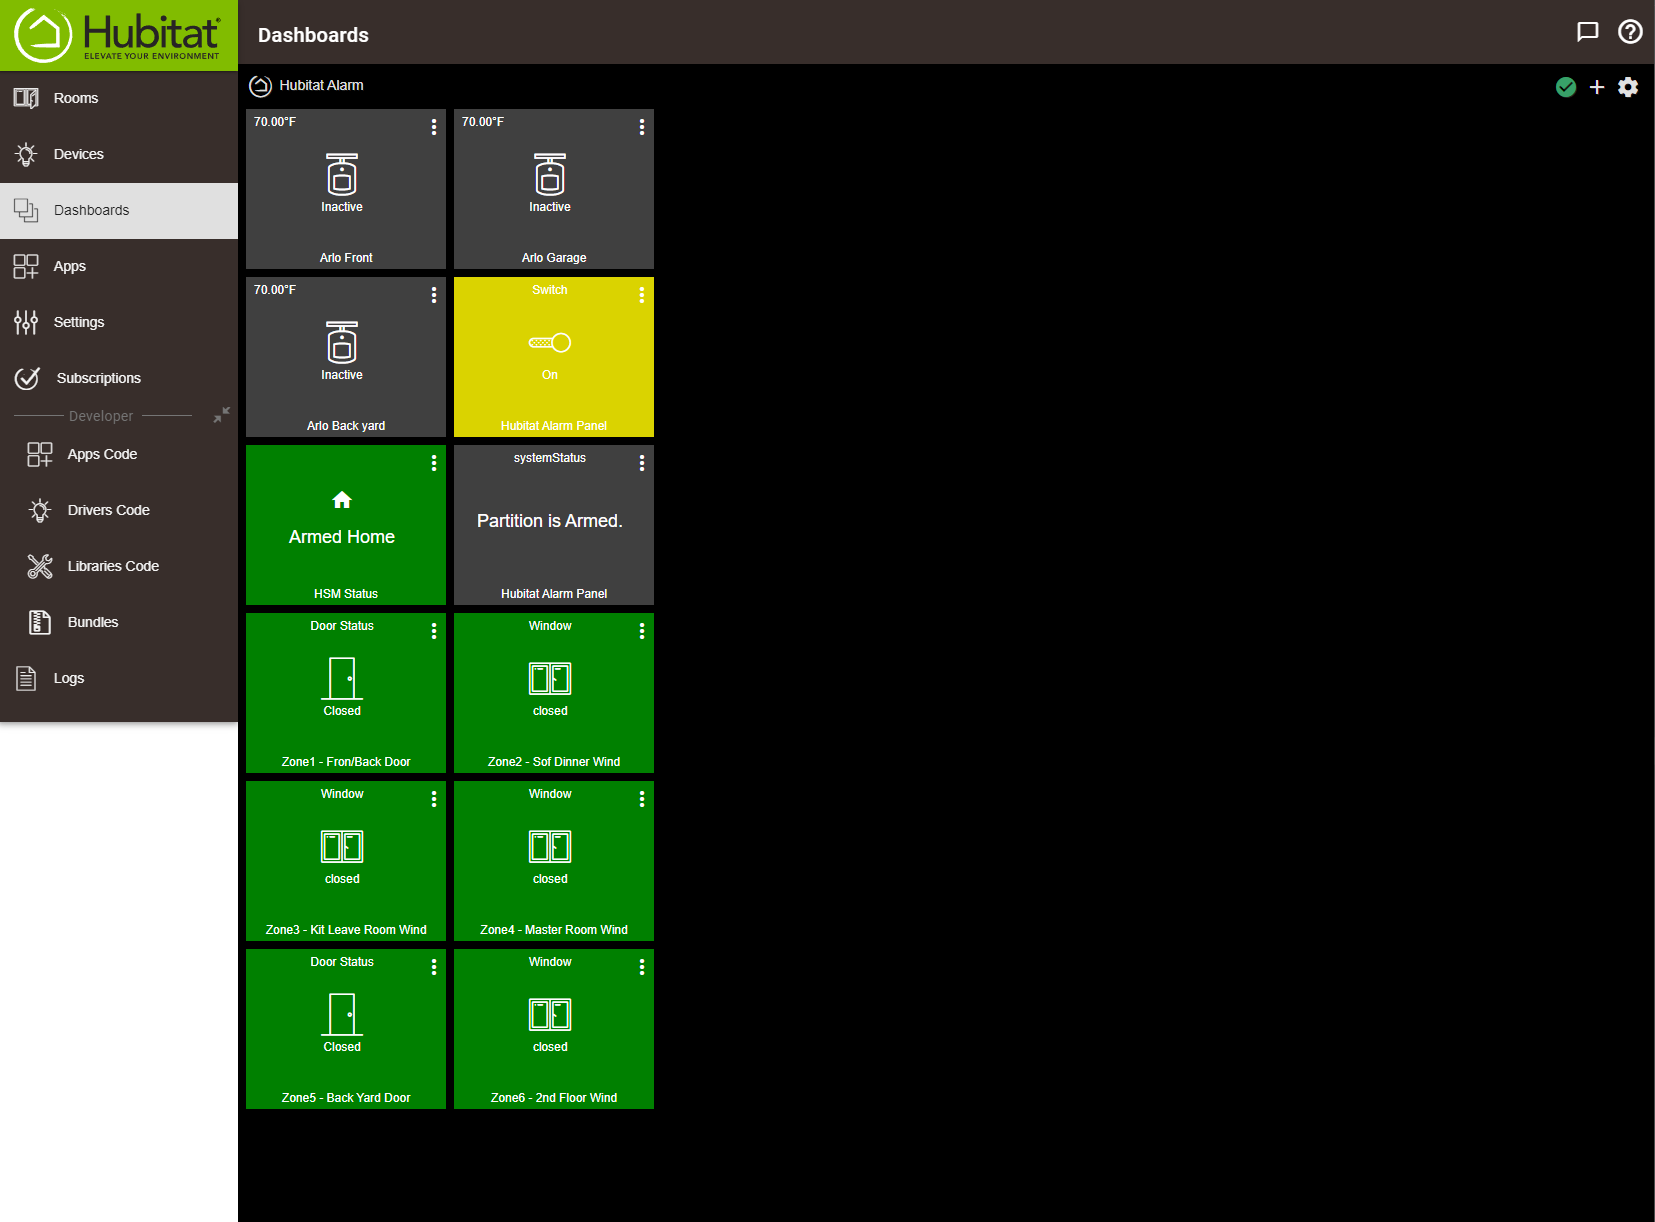 Hubitat®
ELEVATE YOUR ENVIRONMENT
Dashboards
Rooms
Devices
Dashboards
Apps
Settings
Subscriptions
Developer
Apps Code
Drivers Code
Libraries Code
Bundles
Logs
Hubitat Alarm
70.00°F
Inactive
Arlo Front
70.00°F
Inactive
Arlo Garage
70.00°F
Inactive
Arlo Back yard
Switch
On
Hubitat Alarm Panel
Armed Home
HSM Status
systemStatus
Partition is Armed.
Hubitat Alarm Panel
Door Status
Closed
Zone1 - Fron/Back Door
Window
closed
Zone2 - Sof Dinner Wind
Window
closed
Zone3 - Kit Leave Room Wind
Window
closed
Zone4 - Master Room Wind
Door Status
Closed
Zone5 - Back Yard Door
Window
closed
Zone6 - 2nd Floor Wind